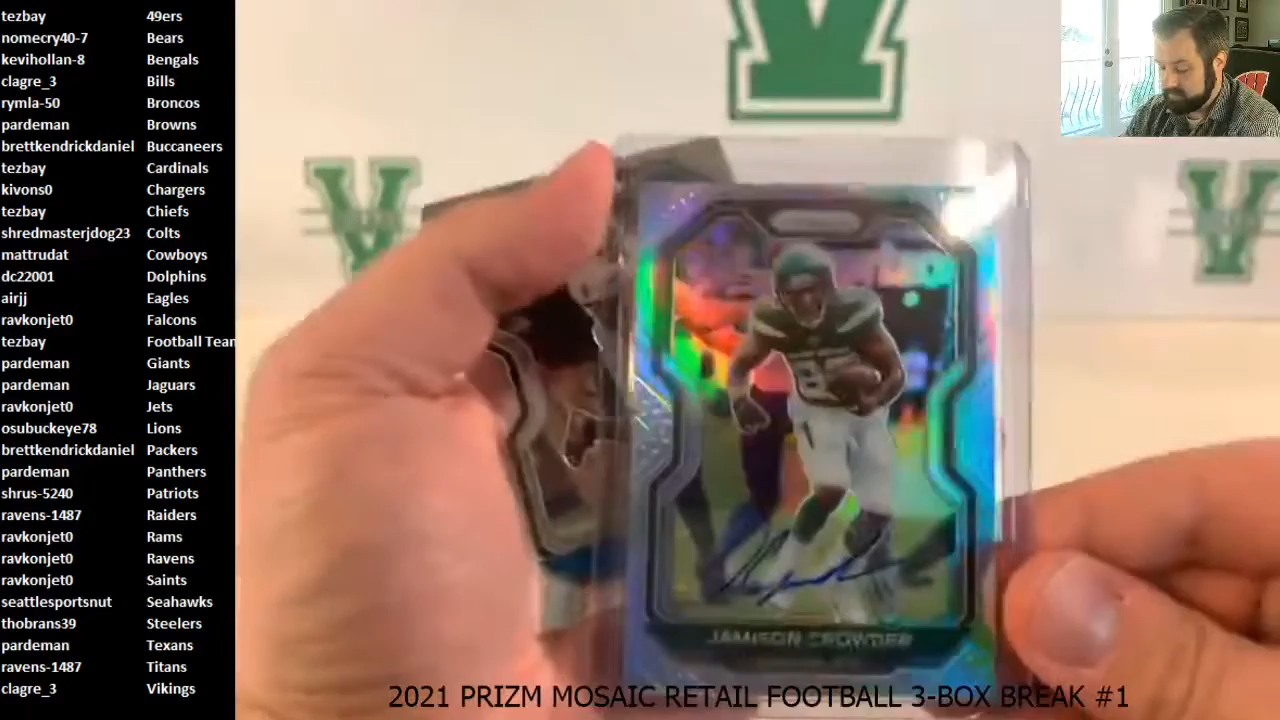 tezbay 49ers
nomecry40-7 Bears
kevihollan-8 Bengals
clagre_3 Bills
rymla-50 Broncos
pardeman Browns
brettkendrickdaniel Buccaneers
tezbay Cardinals
kivons0 Chargers
tezbay Chiefs
shredmasterjdog23 Colts
mattrudat Cowboys
dc22001 Dolphins
airjj Eagles
ravkonjet0 Falcons
tezbay Football Team
pardeman Giants
pardeman Jaguars
ravkonjet0 Jets
osubuckeye78 Lions
brettkendrickdaniel Packers
pardeman Panthers
shrus-5240 Patriots
ravens-1487 Raiders
ravkonjet0 Rams
ravkonjet0 Ravens
ravkonjet0 Saints
seattlesportsnut Seahawks
thobrans39 Steelers
pardeman Texans
ravens-1487 Titans
clagre_3 Vikings
V
V
V
W
JAMISON CROWDER
2021 PRIZM MOSAIC RETAIL FOOTBALL 3-BOX BREAK #1